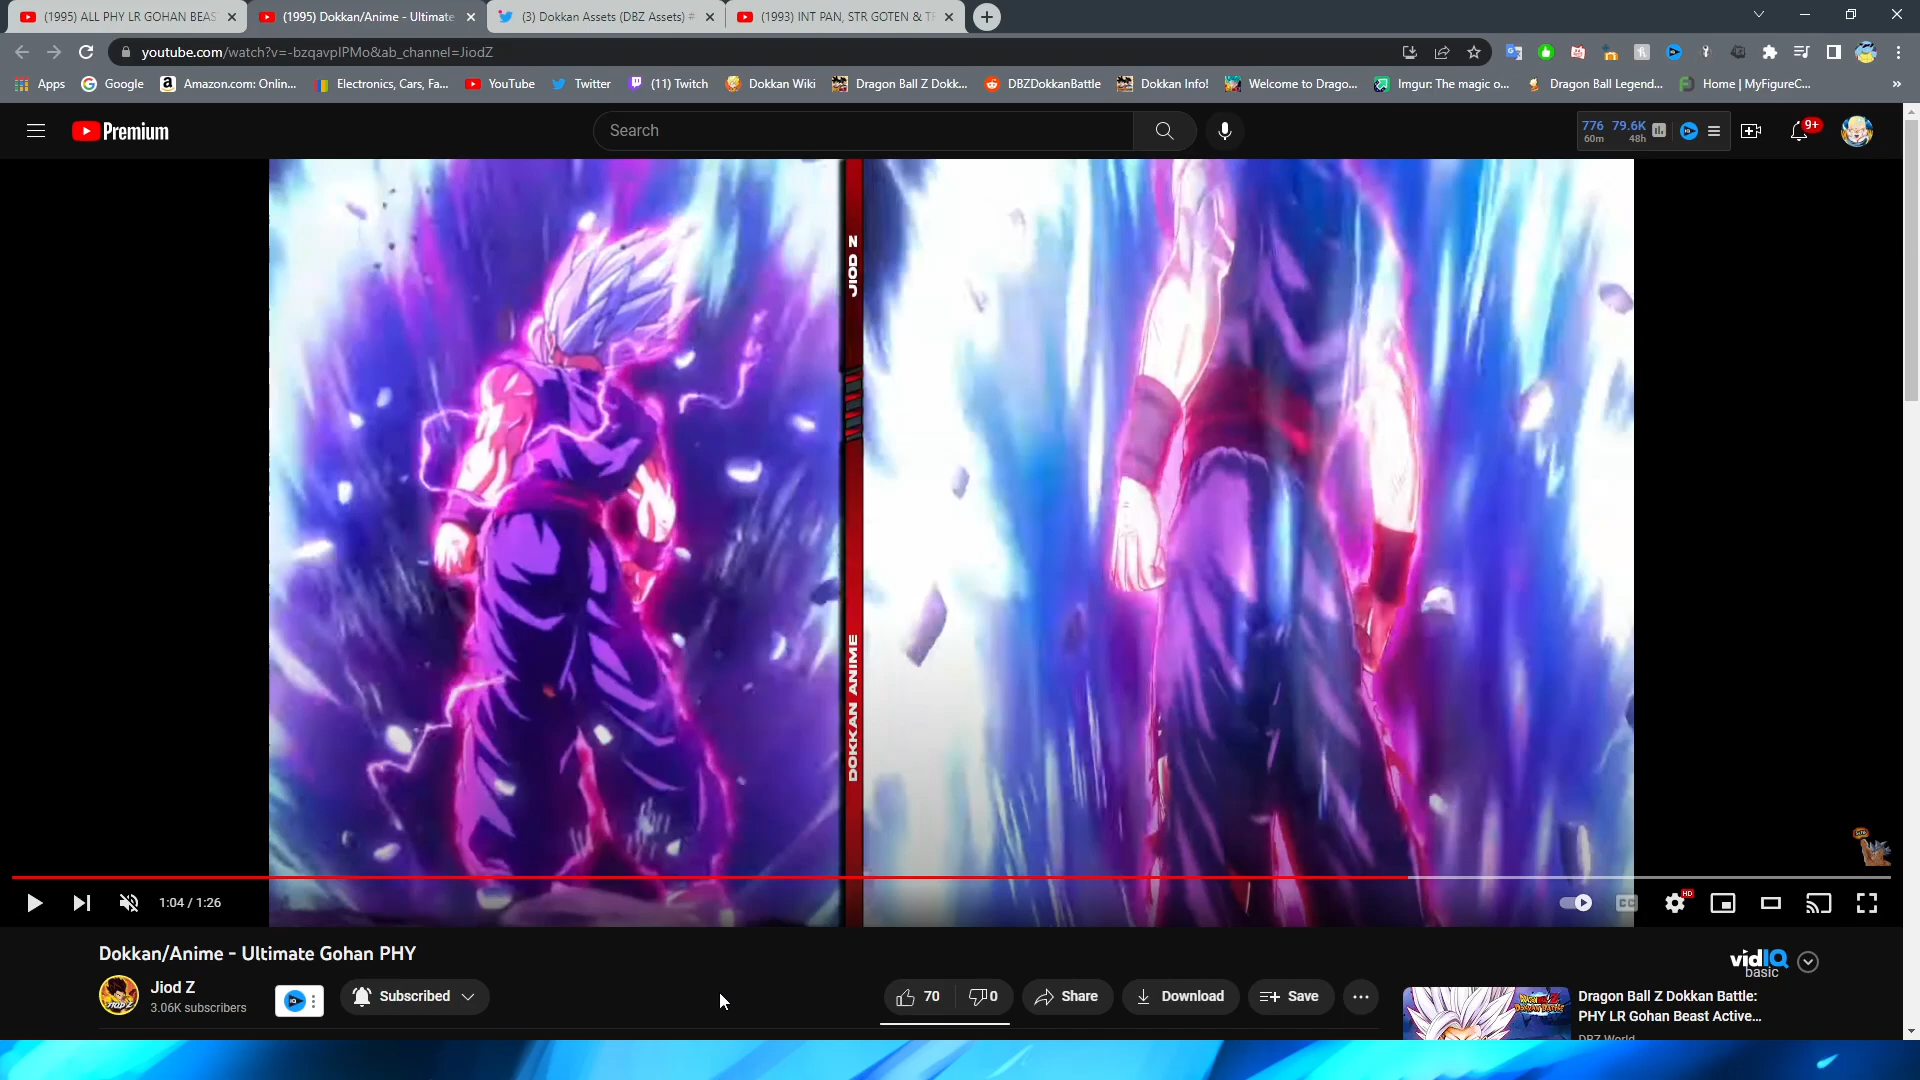 (1995) ALL PHY LR GOHAN BEAS
(1995) Dokkan/Anime - Ultimate
(3) Dokkan Assets (DBZ Assets) #
(1993) INT PAN, STR GOTEN & T
youtube.com/watch?v=-bzqavpIPMo&ab_channel=JiodZ
Apps
Google
Amazon.com: Onlin...
Electronics, Cars, Fa...
YouTube
Twitter
(11) Twitch
Dokkan Wiki
Dragon Ball Z Dokk...
DBZDokkanBattle
Dokkan Info!
Welcome to Drago...
Imgur: The magic o...
Dragon Ball Legend...
Home | MyFigureC...
»
Premium
Search
776 79.6K
60m 48h
9+
JIOD Z
DOKKAN ANIME
1:04 / 1:26
CC
HD
Dokkan/Anime - Ultimate Gohan PHY
Jiod Z
3.06K subscribers
Subscribed
70
0
Share
Download
Save
vidIQ
basic
Dragon Ball Z Dokkan Battle:
PHY LR Gohan Beast Active...
DBZ World